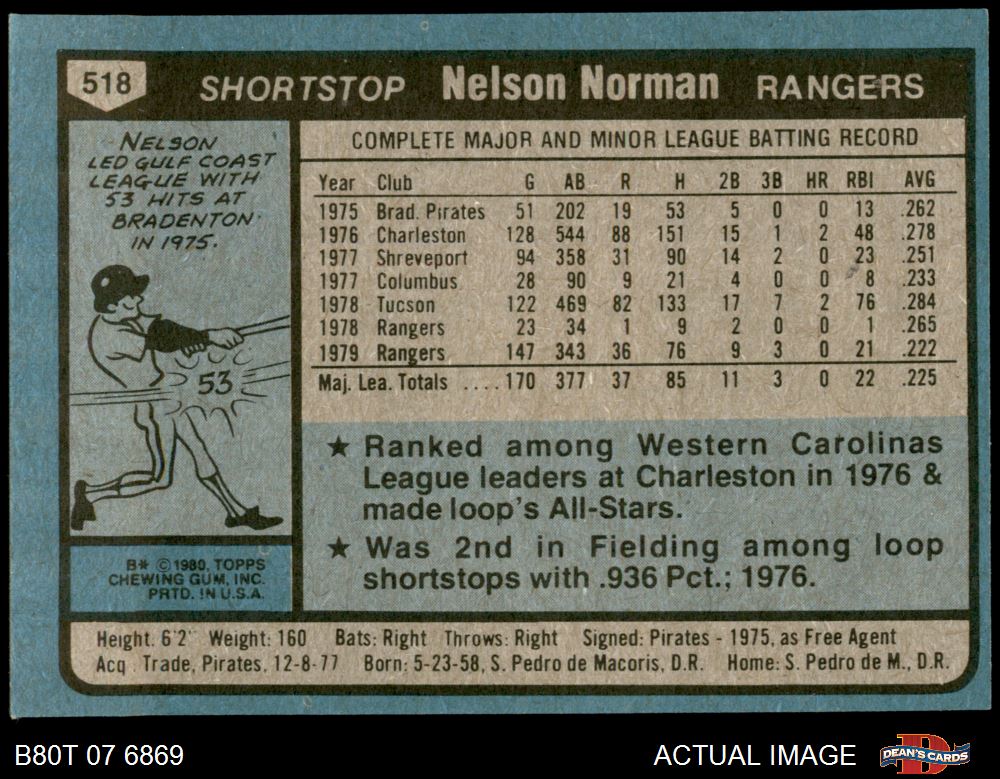 518 SHORTSTOP Nelson Norman RANGERS
NELSON
LED GULF COAST
LEAGUE WITH
53 HITS AT
BRADENTON
IN 1975.
53
B* © 1980, TOPPS
CHEWING GUM, INC.
PRTD. IN U.S.A.
COMPLETE MAJOR AND MINOR LEAGUE BATTING RECORD
Year Club G AB R H 2B 3B HR RBI AVG
1975 Brad. Pirates 51 202 19 53 5 0 0 13 .262
1976 Charleston 128 544 88 151 15 1 2 48 .278
1977 Shreveport 94 358 31 90 14 2 0 23 .251
1977 Columbus 28 90 9 21 4 0 0 8 .233
1978 Tucson 122 469 82 133 17 7 2 76 .284
1978 Rangers 23 34 1 9 2 0 0 1 .265
1979 Rangers 147 343 36 76 9 3 0 21 .222
Maj. Lea. Totals .... 170 377 37 85 11 3 0 22 .225
★ Ranked among Western Carolinas
League leaders at Charleston in 1976 &
made loop's All-Stars.
★ Was 2nd in Fielding among loop
shortstops with .936 Pct.; 1976.
Height: 6'2" Weight: 160 Bats: Right Throws: Right Signed: Pirates - 1975, as Free Agent
Acq. Trade, Pirates, 12-8-77 Born: 5-23-58, S. Pedro de Macoris, D.R. Home: S. Pedro de M., D.R.
B80T 07 6869 ACTUAL IMAGE DEAN'S CARDS